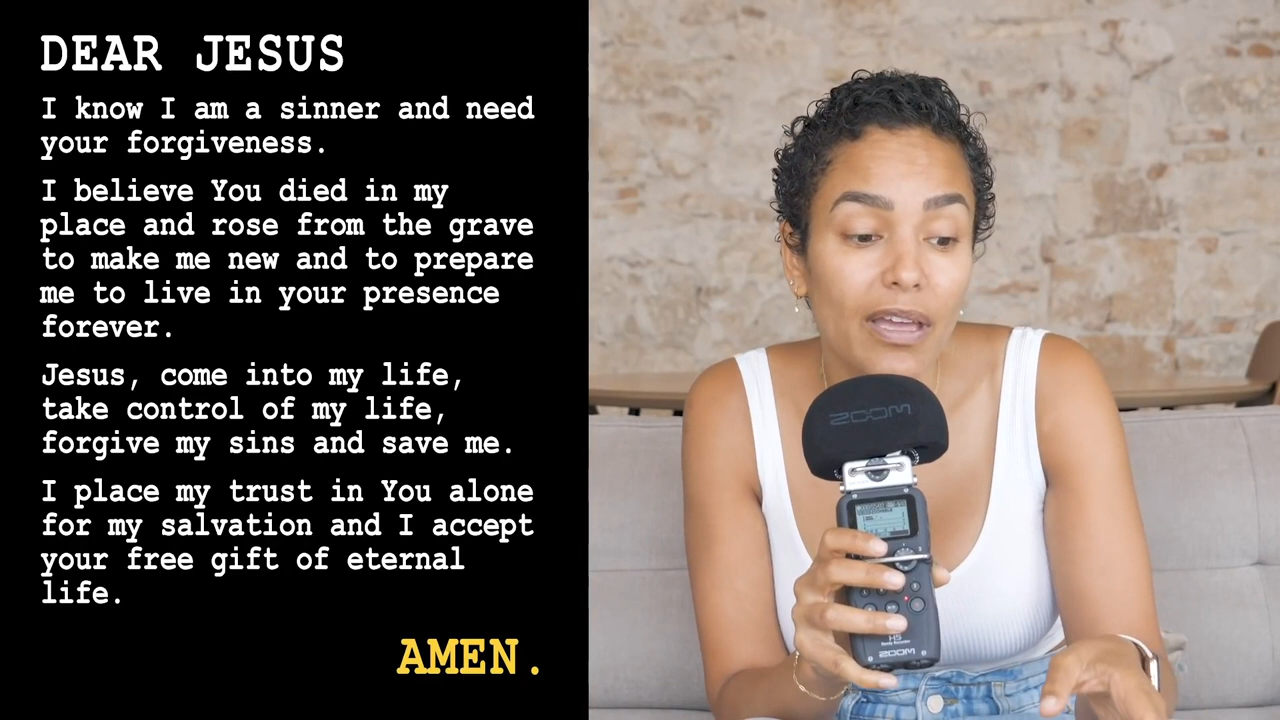 DEAR JESUS
I know I am a sinner and need
your forgiveness.
I believe You died in my
place and rose from the grave
to make me new and to prepare
me to live in your presence
forever.
Jesus, come into my life,
take control of my life,
forgive my sins and save me.
I place my trust in You alone
for my salvation and I accept
your free gift of eternal
life.
AMEN.
ZOOM
H5
ZOOM